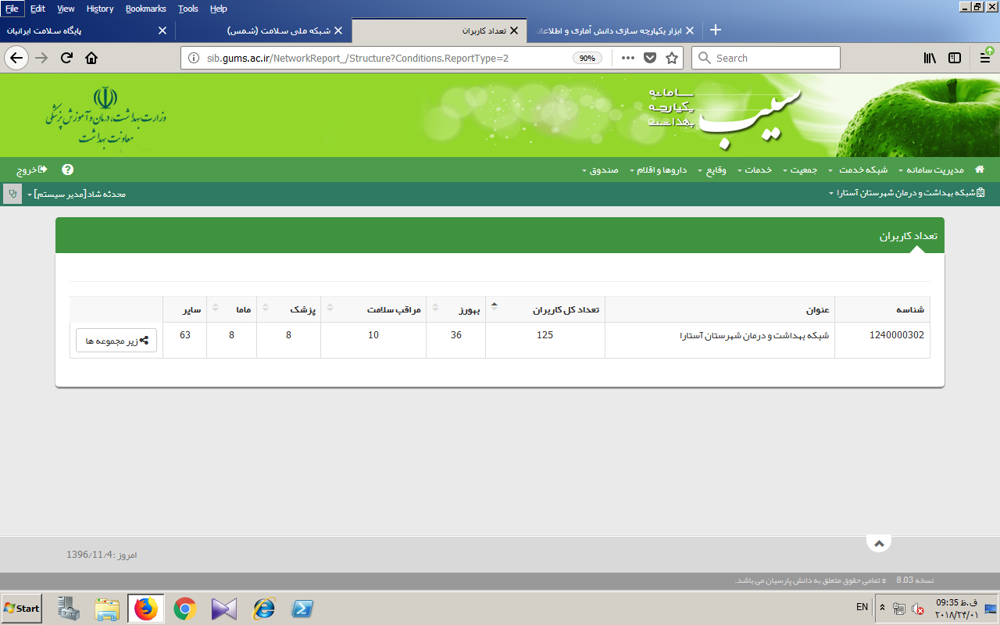 File Edit View History Bookmarks Tools Help
پایگاه سلامت ایرانیان
شبکه ملی سلامت (شمس)
تعداد کاربران
ابزار یکپارچه سازی دانش آماری و اطلاعات
sib.gums.ac.ir/NetworkReport_/Structure?Conditions.ReportType=2
90%
Search
وزارت بهداشت، درمان و آموزش پزشکی
معاونت بهداشت
سامانه
یکپارچه
بهداشت
سیب
مدیریت سامانه شبکه خدمت جمعیت خدمات وقایع داروها و اقلام صندوق
? خروج
شبکه بهداشت و درمان شهرستان آستارا
محدثه شاد[مدیر سیستم]
تعداد کاربران
شناسه عنوان تعداد کل کاربران بهورز مراقب سلامت پزشک ماما سایر
1240000302 شبکه بهداشت و درمان شهرستان آستارا 125 36 10 8 8 63 زیر مجموعه ها
امروز :1396/11/4
نسخه 8.03 © تمامی حقوق متعلق به دانش پارسیان می باشد.
Start
EN
09:35 ق.ظ
۲۰۱۸/۲۴/۰۱